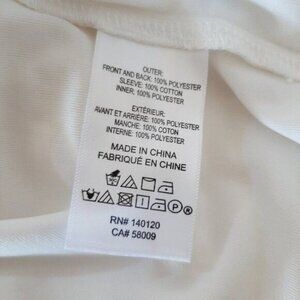 OUTER:
FRONT AND BACK: 100% POLYESTER
SLEEVE: 100% COTTON
INNER: 100% POLYESTER
EXTÉRIEUR:
AVANT ET ARRIÈRE: 100% POLYESTER
MANCHE: 100% COTON
INTERNE: 100% POLYESTER
MADE IN CHINA
FABRIQUÉ EN CHINE
P
RN# 140120
CA# 58009